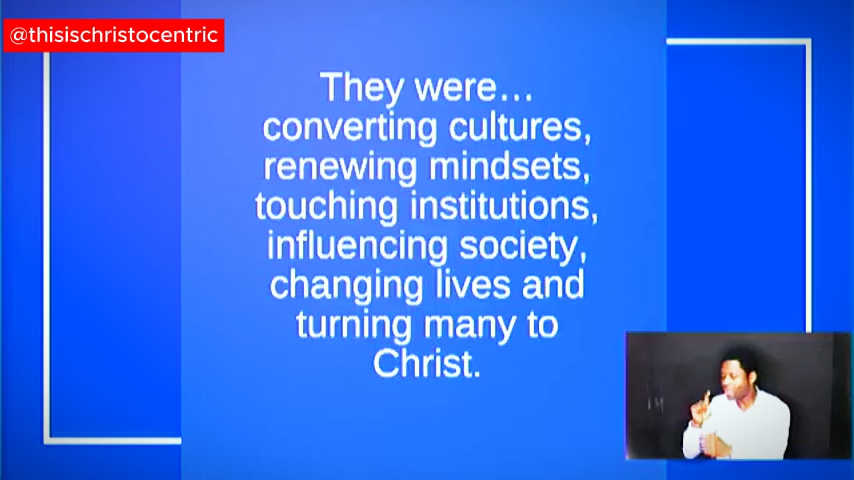 @thisischristocentric
They were...
converting cultures,
renewing mindsets,
touching institutions,
influencing society,
changing lives and
turning many to
Christ.